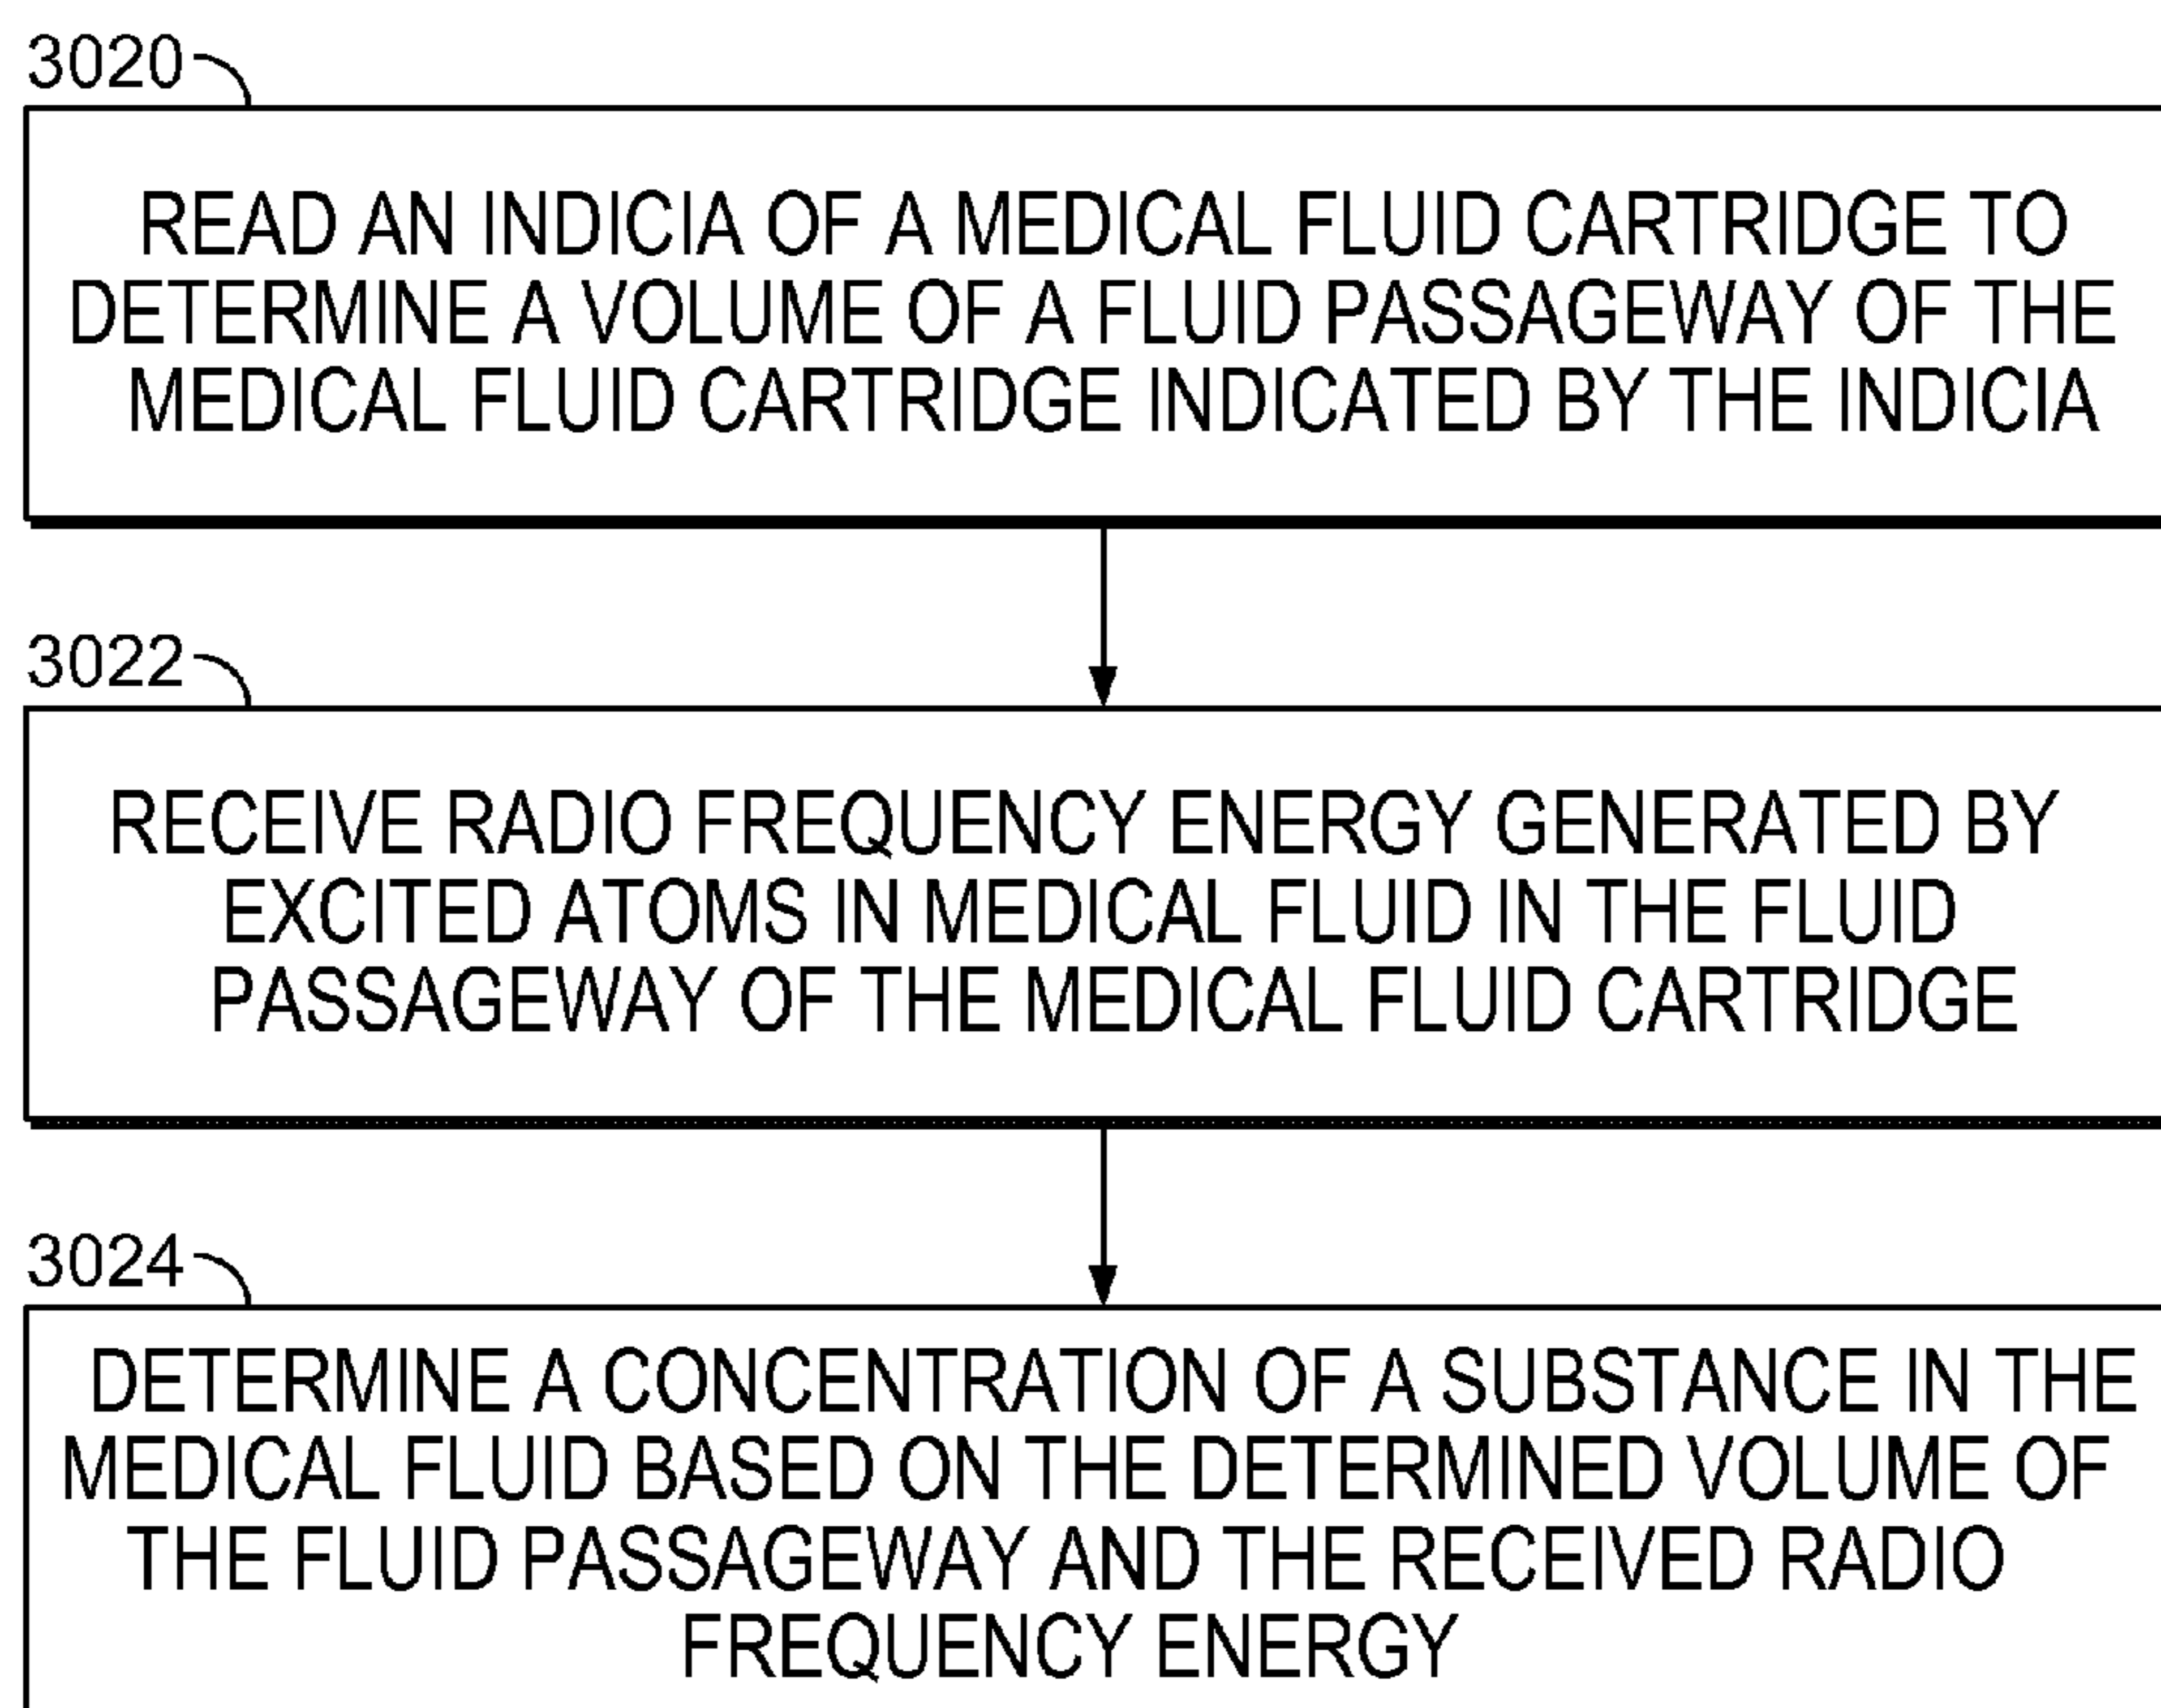 3020
READ AN INDICIA OF A MEDICAL FLUID CARTRIDGE TO
DETERMINE A VOLUME OF A FLUID PASSAGEWAY OF THE
MEDICAL FLUID CARTRIDGE INDICATED BY THE INDICIA
3022
RECEIVE RADIO FREQUENCY ENERGY GENERATED BY
EXCITED ATOMS IN MEDICAL FLUID IN THE FLUID
PASSAGEWAY OF THE MEDICAL FLUID CARTRIDGE
3024
DETERMINE A CONCENTRATION OF A SUBSTANCE IN THE
MEDICAL FLUID BASED ON THE DETERMINED VOLUME OF
THE FLUID PASSAGEWAY AND THE RECEIVED RADIO
FREQUENCY ENERGY